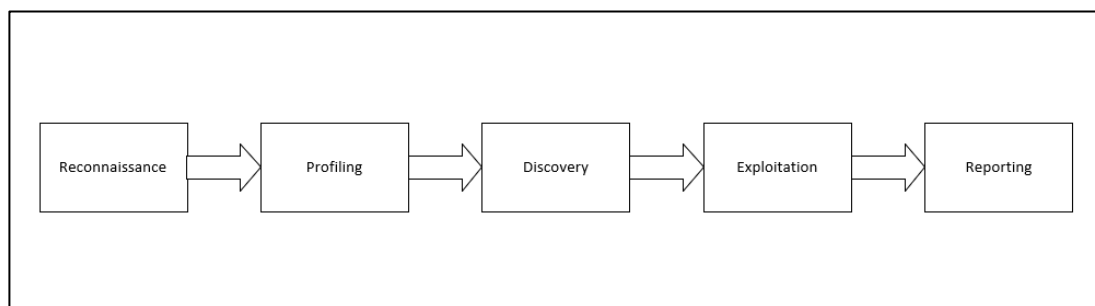 Reconnaissance
Profiling
Discovery
Exploitation
Reporting